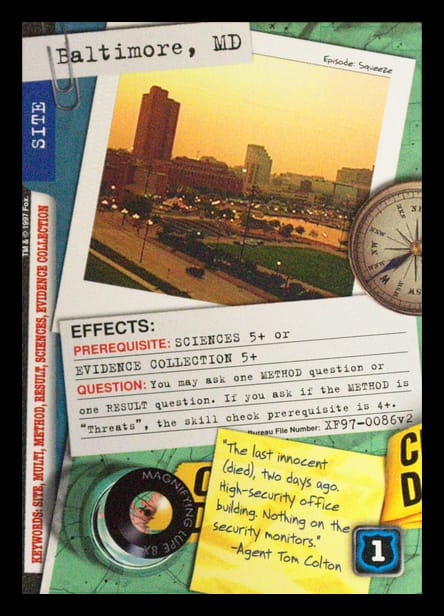 Baltimore, MD
Episode: Squeeze
SITE
TM & © 1997 Fox.
KEYWORDS: SITE, MULTI, METHOD, RESULT, SCIENCES, EVIDENCE COLLECTION
EFFECTS:
PREREQUISITE: SCIENCES 5+ or
EVIDENCE COLLECTION 5+
QUESTION: You may ask one METHOD question or
one RESULT question. If you ask if the METHOD is
"Threats", the skill check prerequisite is 4+.
Bureau File Number: XF97-0086v2
"The last innocent
(died), two days ago.
High-security office
building. Nothing on the
security monitors."
-Agent Tom Colton
MAGNIFYING LUPE 8X
1